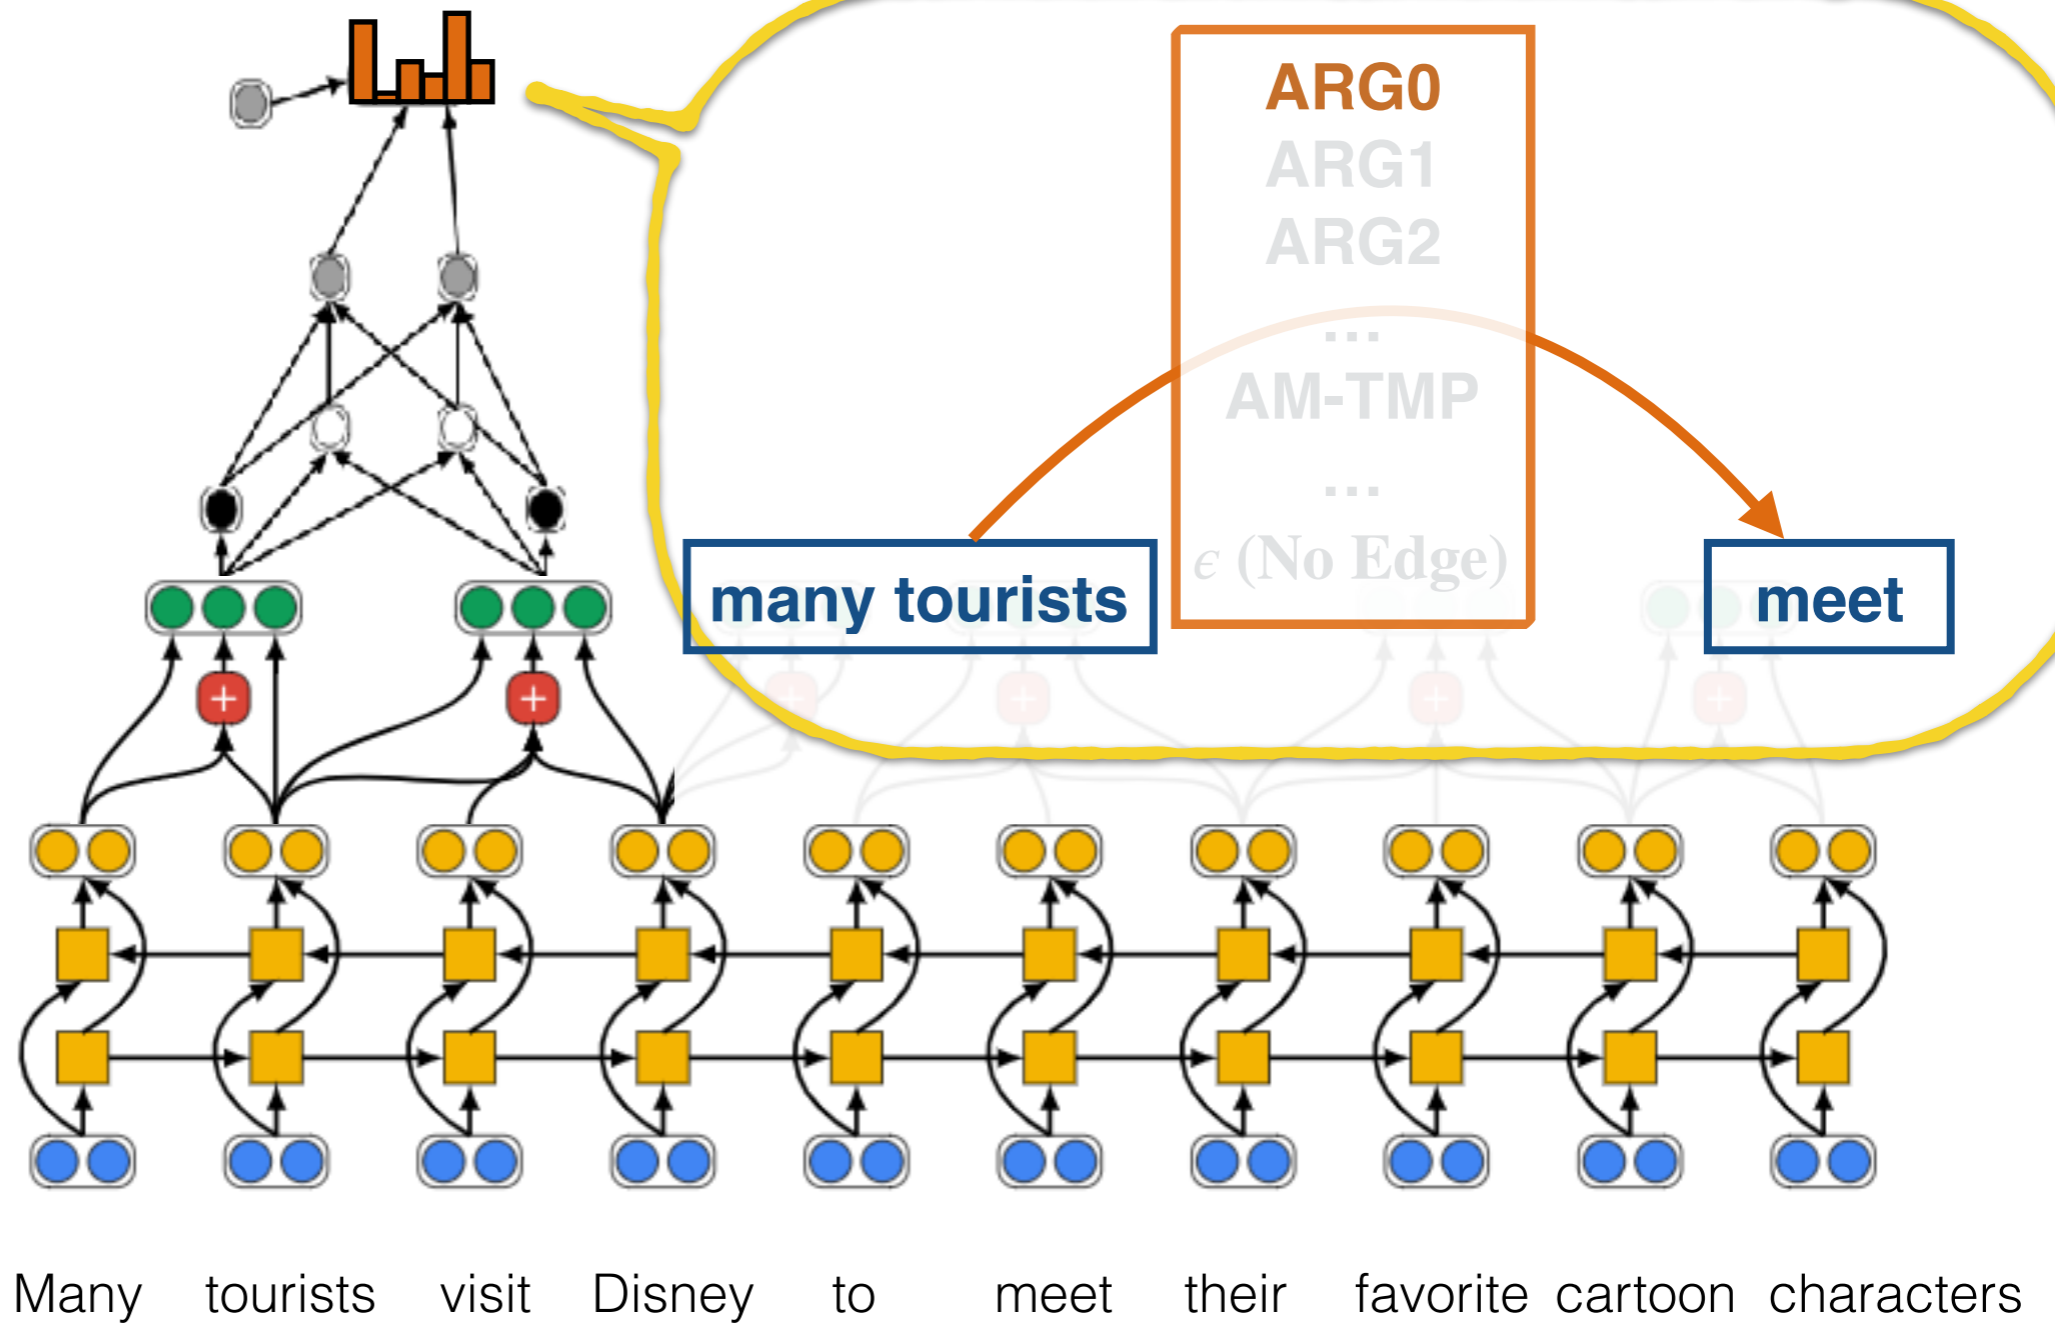 ARG0
ARG1
ARG2
...
AM-TMP
...
ϵ (No Edge)
many tourists
meet
+ +
Many tourists visit Disney to meet their favorite cartoon characters